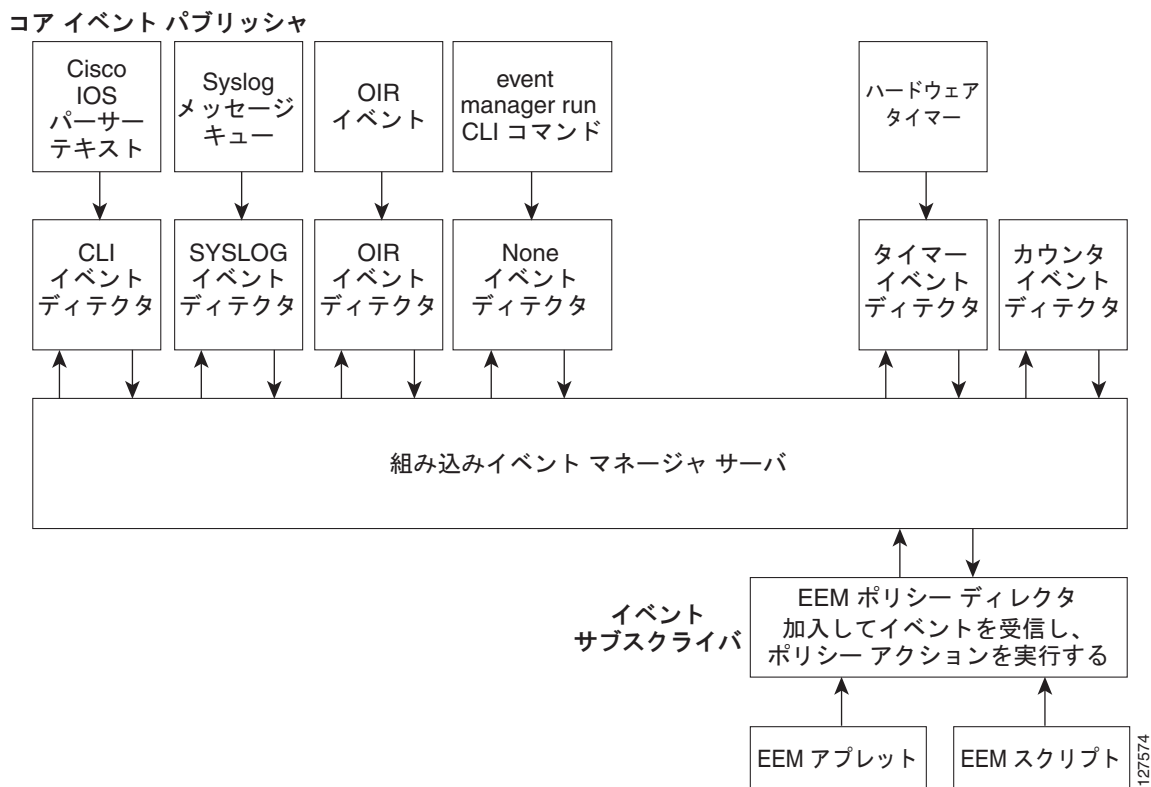 コア イベント パブリッシャ
Cisco
IOS
パーサー
テキスト
Syslog
メッセージ
キュー
OIR
イベント
event
manager run
CLI コマンド
ハードウェア
タイマー
CLI
イベント
ディテクタ
SYSLOG
イベント
ディテクタ
OIR
イベント
ディテクタ
None
イベント
ディテクタ
タイマー
イベント
ディテクタ
カウンタ
イベント
ディテクタ
組み込みイベント マネージャ サーバ
イベント
サブスクライバ
EEM ポリシー ディレクタ
加入してイベントを受信し、
ポリシー アクションを実行する
EEM アプレット
EEM スクリプト
127574